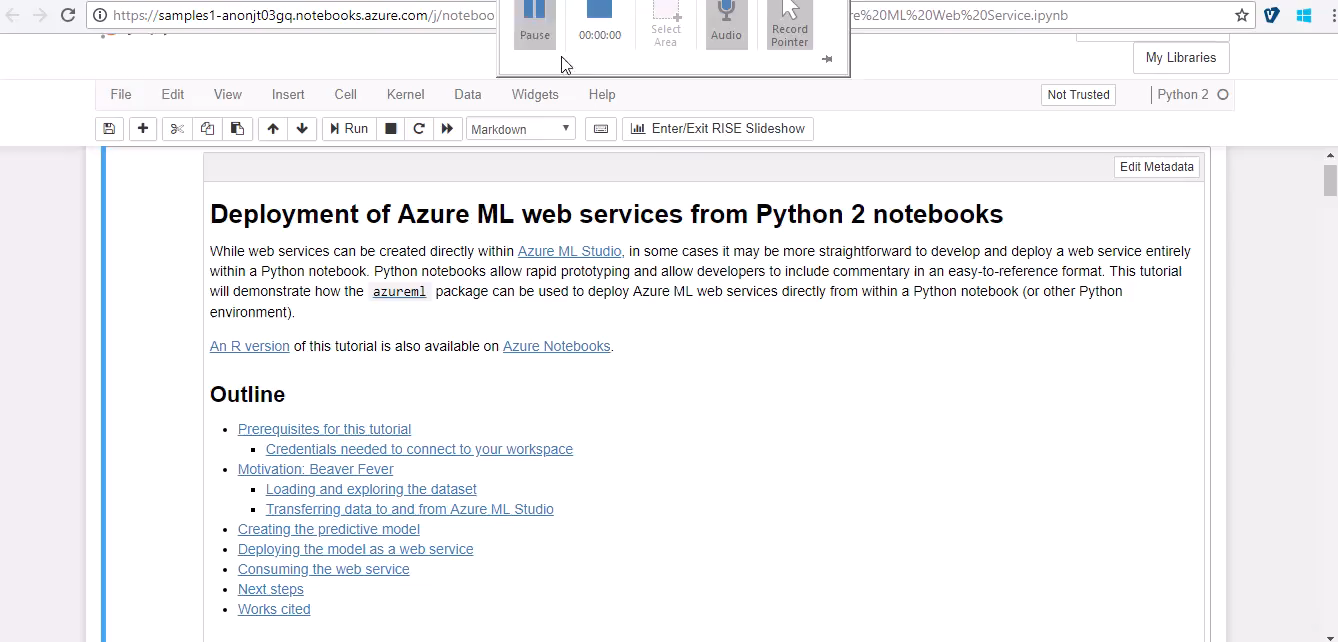 https://samples1-anonjt03gq.notebooks.azure.com/j/noteboo
e%20ML%20Web%20Service.ipynb
Pause
00:00:00
Select Area
Audio
Record Pointer
My Libraries
File Edit View Insert Cell Kernel Data Widgets Help Not Trusted Python 2
Run Markdown Enter/Exit RISE Slideshow
Edit Metadata
Deployment of Azure ML web services from Python 2 notebooks
While web services can be created directly within Azure ML Studio, in some cases it may be more straightforward to develop and deploy a web service entirely
within a Python notebook. Python notebooks allow rapid prototyping and allow developers to include commentary in an easy-to-reference format. This tutorial
will demonstrate how the azureml package can be used to deploy Azure ML web services directly from within a Python notebook (or other Python
environment).
An R version of this tutorial is also available on Azure Notebooks.
Outline
Prerequisites for this tutorial
Credentials needed to connect to your workspace
Motivation: Beaver Fever
Loading and exploring the dataset
Transferring data to and from Azure ML Studio
Creating the predictive model
Deploying the model as a web service
Consuming the web service
Next steps
Works cited